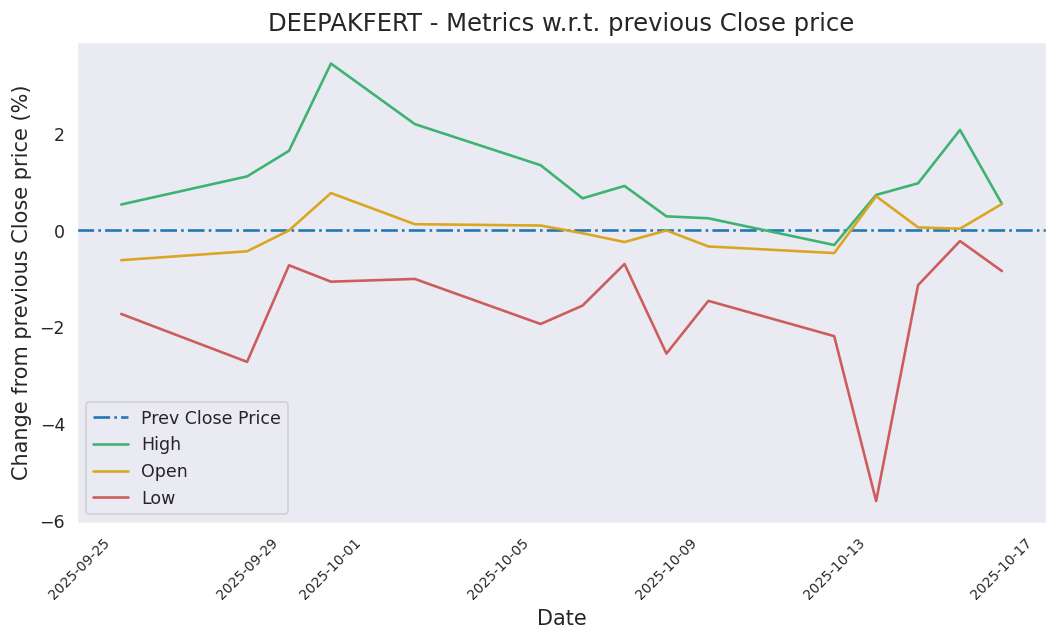 DEEPAKFERT - Metrics w.r.t. previous Close price
Change from previous Close price (%)
2
0
−2
−4
−6
Prev Close Price
High
Open
Low
2025-09-25
2025-09-29
2025-10-01
2025-10-05
2025-10-09
2025-10-13
2025-10-17
Date